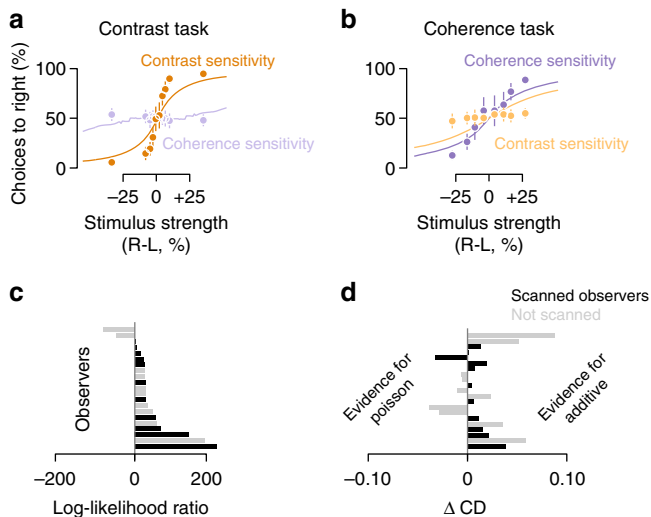 a
Contrast task
Contrast sensitivity
Coherence sensitivity
Choices to right (%)
100
50
0
−25 0 +25
Stimulus strength
(R-L, %)
b
Coherence task
Coherence sensitivity
Contrast sensitivity
100
50
0
−25 0 +25
Stimulus strength
(R-L, %)
c
Observers
−200 0 200
Log-likelihood ratio
d
Scanned observers
Not scanned
Evidence for
poisson
Evidence for
additive
−0.10 0 0.10
Δ CD